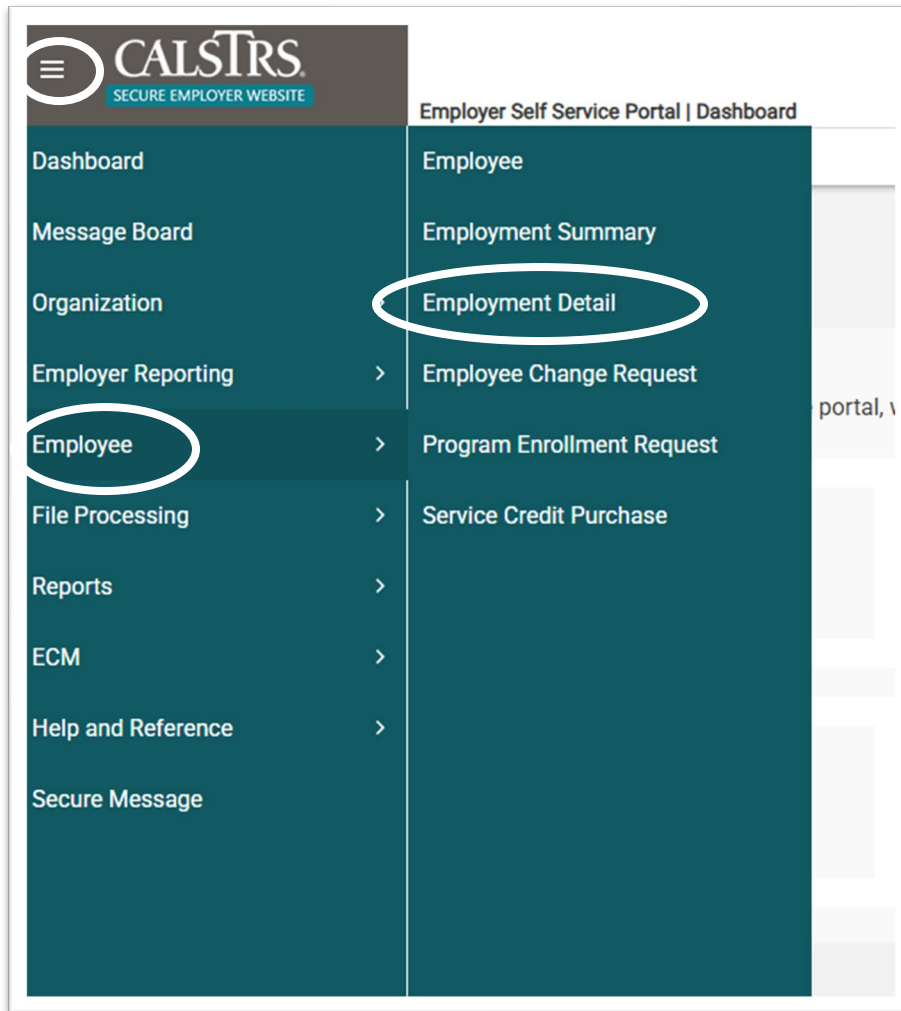 CALSTRS.
SECURE EMPLOYER WEBSITE
Employer Self Service Portal | Dashboard
Dashboard
Message Board
Organization
Employer Reporting
Employee
File Processing
Reports
ECM
Help and Reference
Secure Message
Employee
Employment Summary
Employment Detail
Employee Change Request
Program Enrollment Request
Service Credit Purchase
portal,